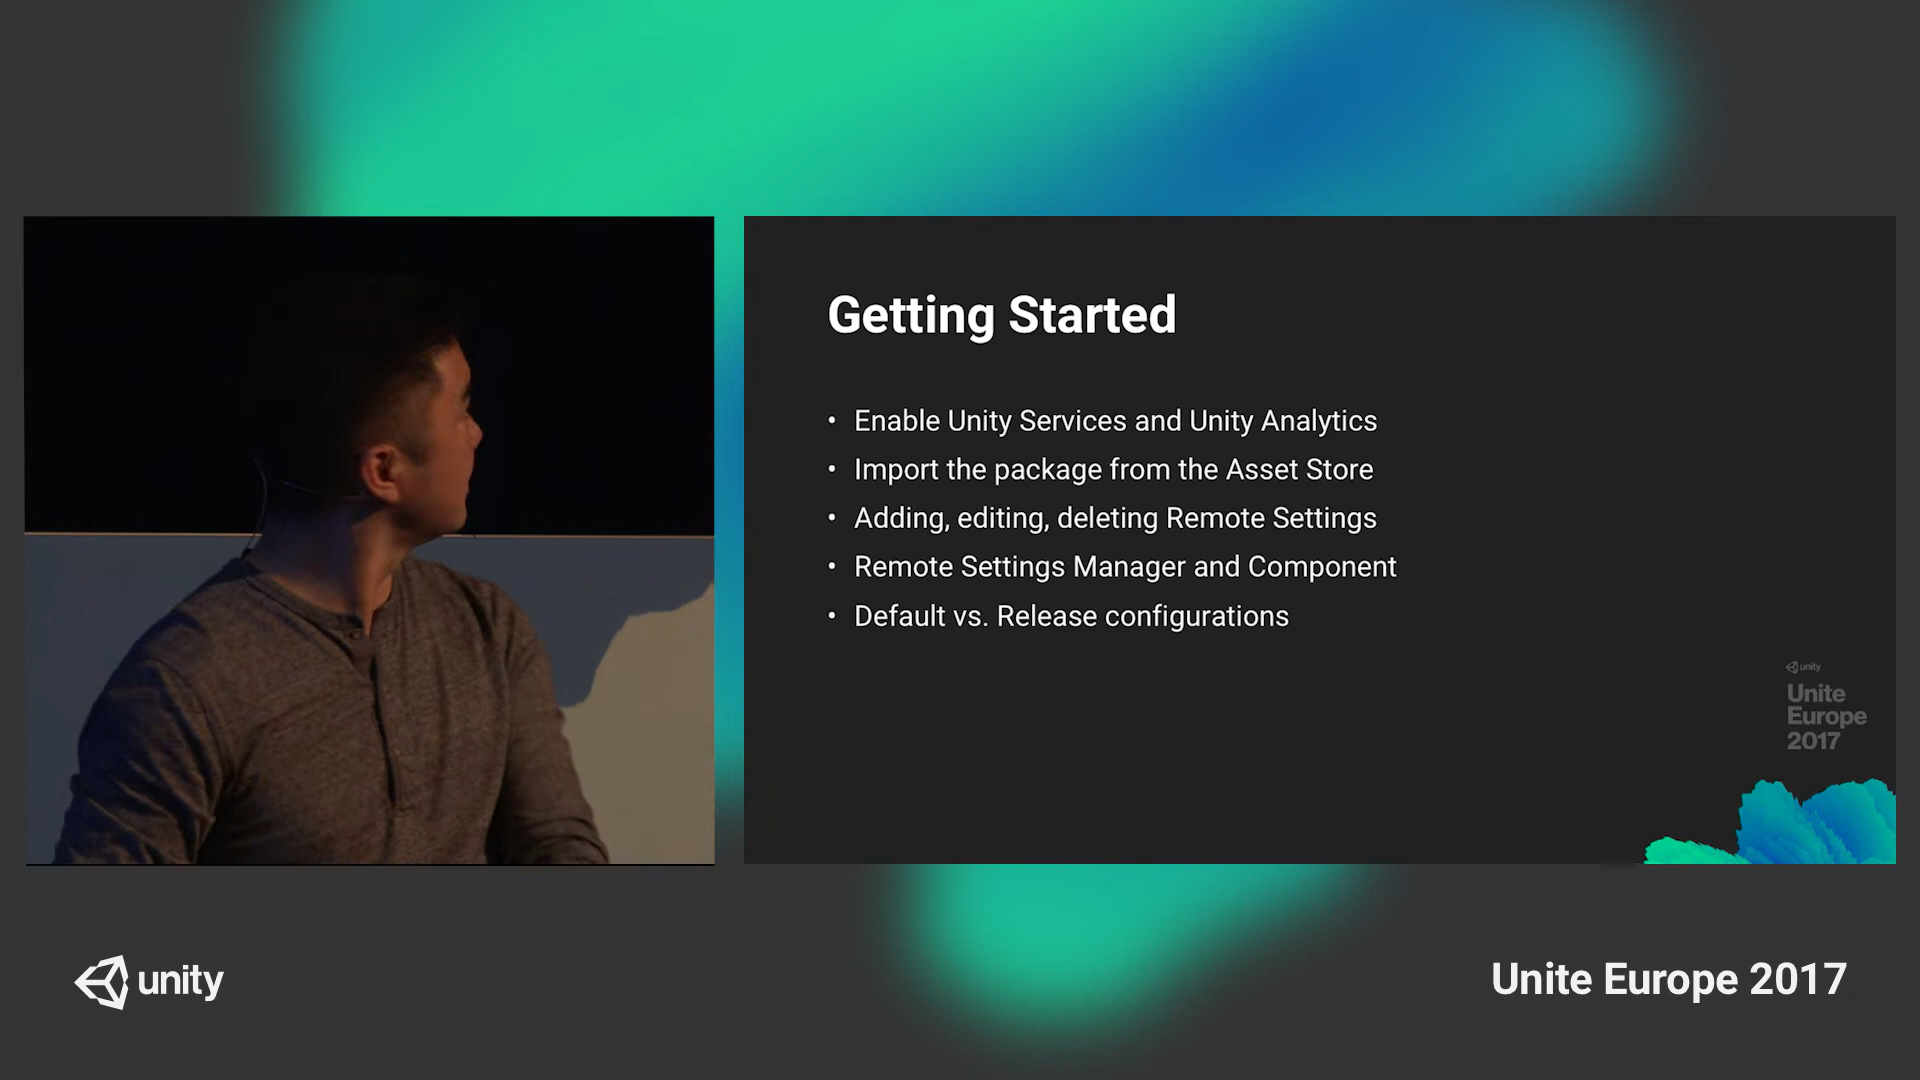 Getting Started
• Enable Unity Services and Unity Analytics
• Import the package from the Asset Store
• Adding, editing, deleting Remote Settings
• Remote Settings Manager and Component
• Default vs. Release configurations
unity
Unite
Europe
2017
unity
Unite Europe 2017